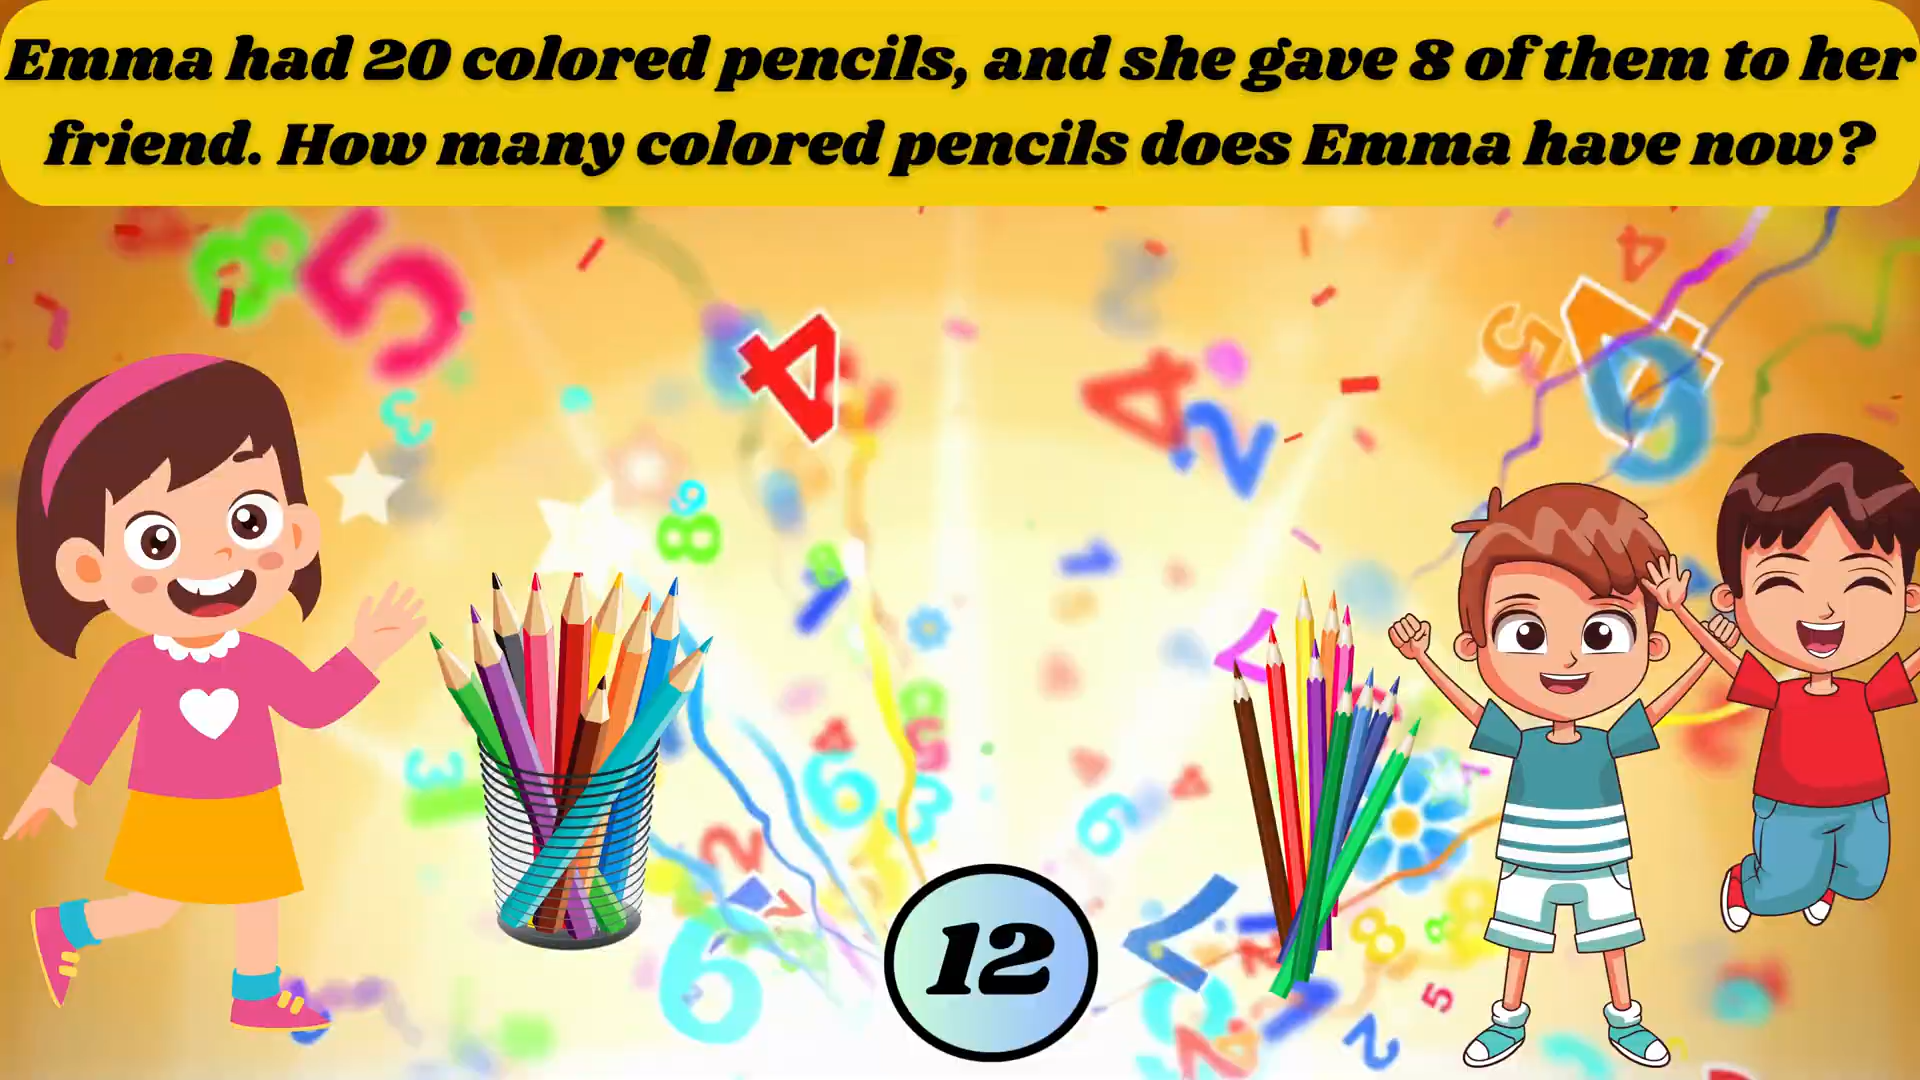 Emma had 20 colored pencils, and she gave 8 of them to her
friend. How many colored pencils does Emma have now?
12